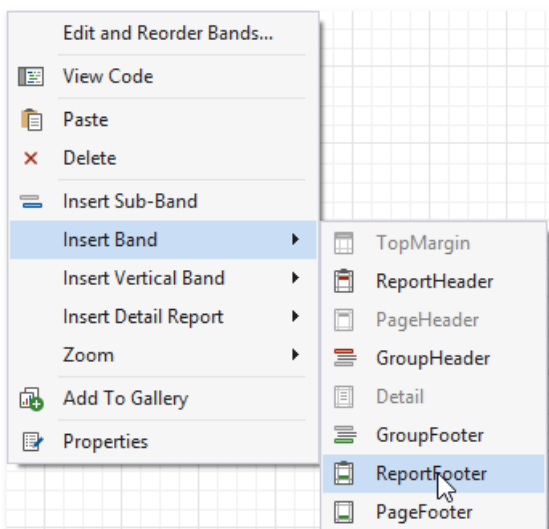 Edit and Reorder Bands...
View Code
Paste
Delete
Insert Sub-Band
Insert Band
Insert Vertical Band
Insert Detail Report
Zoom
Add To Gallery
Properties
TopMargin
ReportHeader
PageHeader
GroupHeader
Detail
GroupFooter
ReportFooter
PageFooter